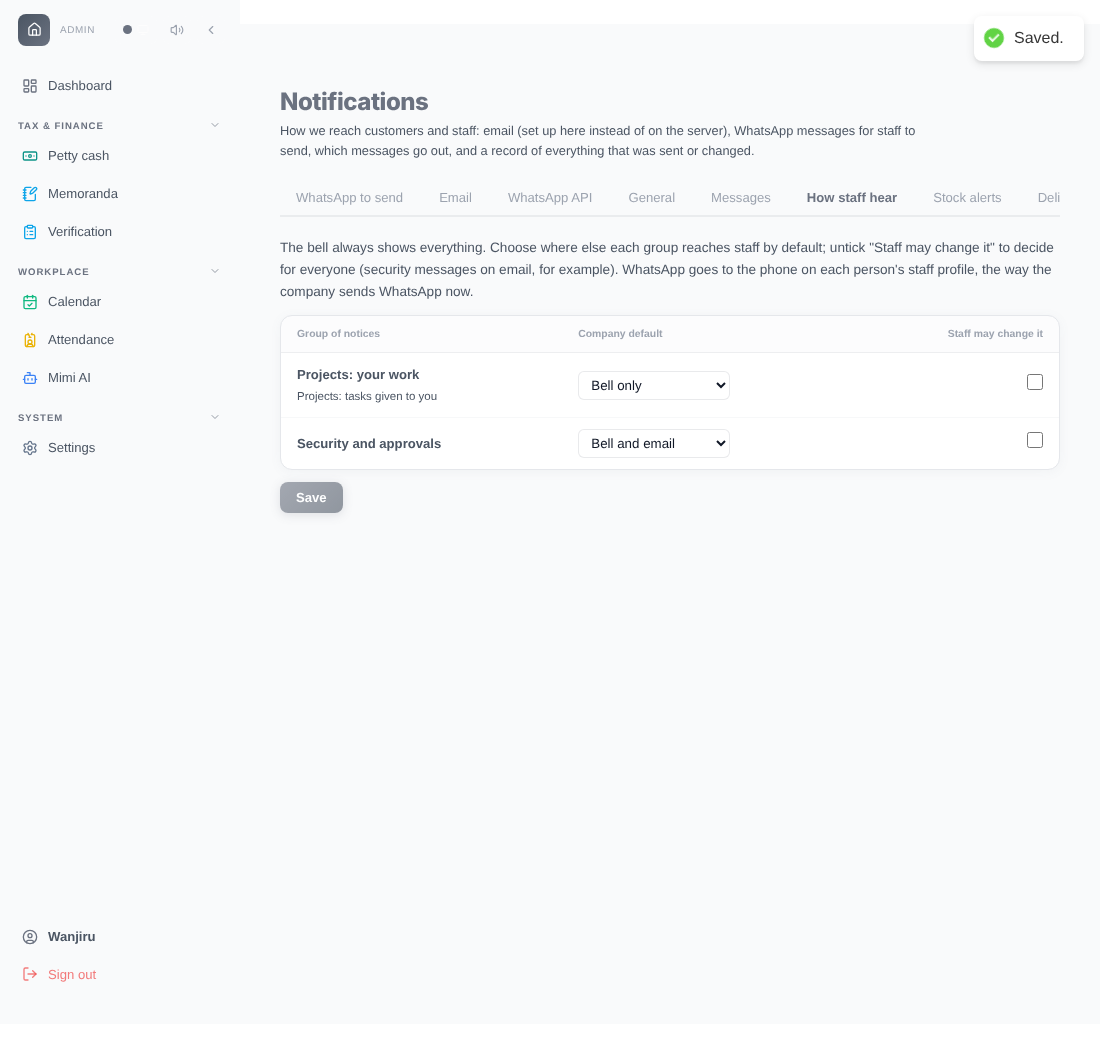 ADMIN
Saved.
Dashboard
TAX & FINANCE
Petty cash
Memoranda
Verification
WORKPLACE
Calendar
Attendance
Mimi AI
SYSTEM
Settings
Wanjiru
Sign out
Notifications
How we reach customers and staff: email (set up here instead of on the server), WhatsApp messages for staff to
send, which messages go out, and a record of everything that was sent or changed.
WhatsApp to send Email WhatsApp API General Messages How staff hear Stock alerts Deli
The bell always shows everything. Choose where else each group reaches staff by default; untick "Staff may change it" to decide
for everyone (security messages on email, for example). WhatsApp goes to the phone on each person's staff profile, the way the
company sends WhatsApp now.
Group of notices Company default Staff may change it
Projects: your work Bell only
Projects: tasks given to you
Security and approvals Bell and email
Save